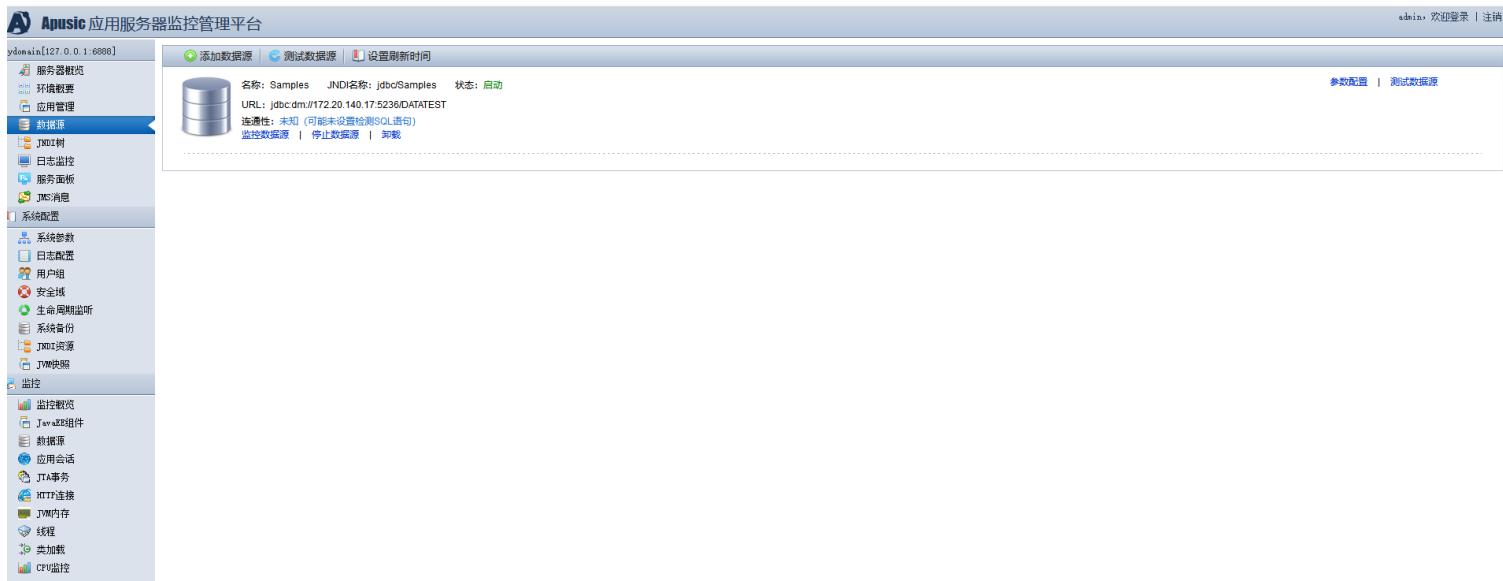 Apusic 应用服务器监控管理平台
admin, 欢迎登录 | 注销
ydomain[127.0.0.1:6888]
服务器概览
环境概要
应用管理
数据源
JNDI树
日志监控
服务面板
JMS消息
系统配置
系统参数
日志配置
用户组
安全域
生命周期监听
系统备份
JNDI资源
JVM快照
监控
监控概览
JavaEE组件
数据源
应用会话
JTA事务
HTTP连接
JVM内存
线程
类加载
CPU监控
添加数据源 测试数据源 设置刷新时间
名称: Samples JNDI名称: jdbc/Samples 状态: 启动
参数配置 | 测试数据源
URL: jdbc:dm://172.20.140.17:5236/DATATEST
连通性: 未知 (可能未设置检测SQL语句)
监控数据源 | 停止数据源 | 卸载